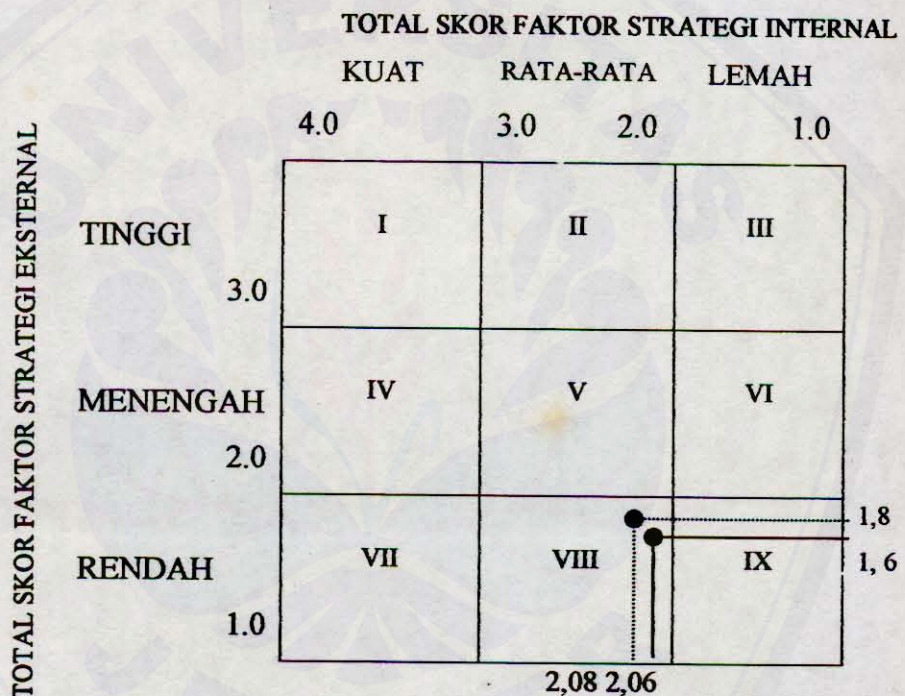 TOTAL SKOR FAKTOR STRATEGI INTERNAL
KUAT RATA-RATA LEMAH
4.0 3.0 2.0 1.0
TOTAL SKOR FAKTOR STRATEGI EKSTERNAL
TINGGI I II III
3.0
MENENGAH IV V VI
2.0
1,8
RENDAH VII VIII IX 1, 6
1.0
2,08 2,06